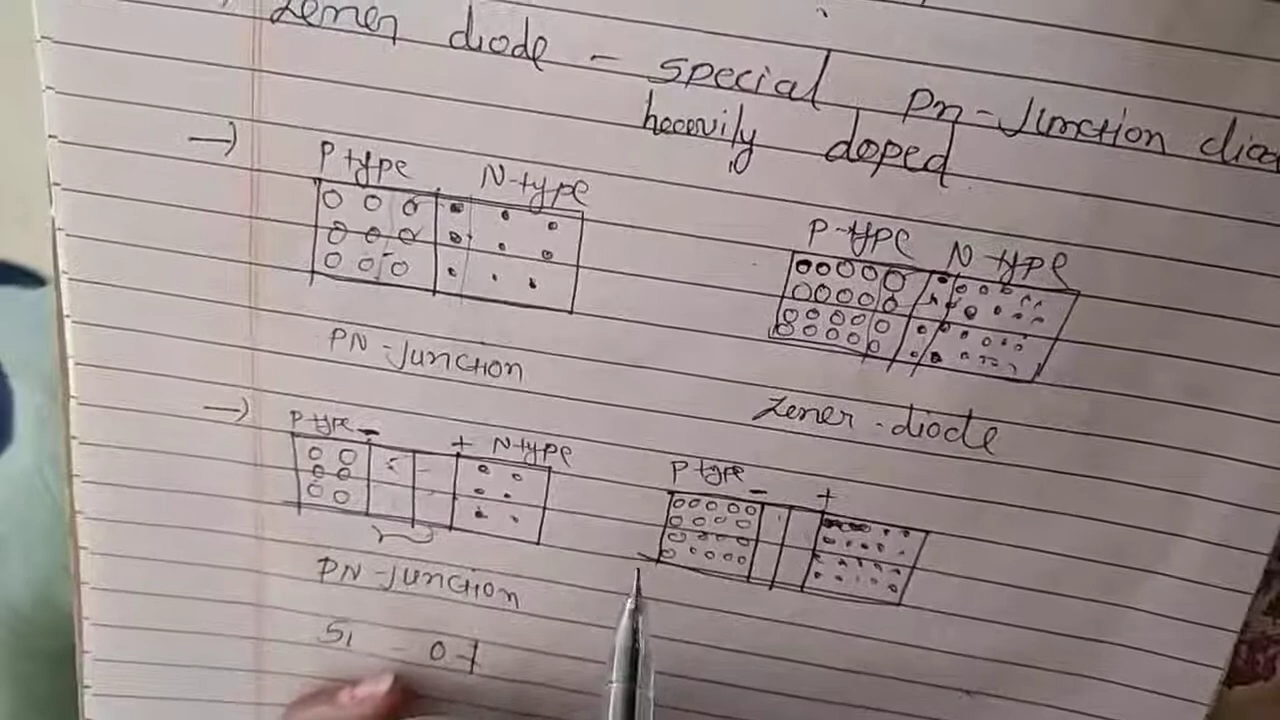 Zener diode - special Pn-Junction dio
heavily doped
→) P type N-type
P-type N-type
PN-Junction
Zener-diode
→) P type - + N-type
P type - +
PN-Junction
Si - 0.7